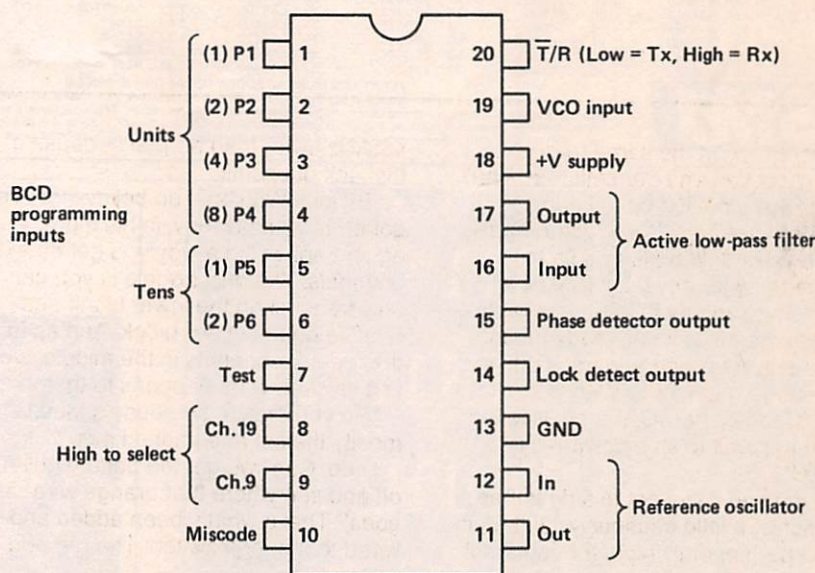 (1) P1 1 20 T̅/R (Low = Tx, High = Rx)
(2) P2 2 19 VCO input
Units
(4) P3 3 18 +V supply
BCD
programming
inputs
(8) P4 4 17 Output
Active low-pass filter
(1) P5 5 16 Input
Tens
(2) P6 6 15 Phase detector output
Test 7 14 Lock detect output
Ch.19 8 13 GND
High to select
Ch.9 9 12 In
Reference oscillator
Miscode 10 11 Out